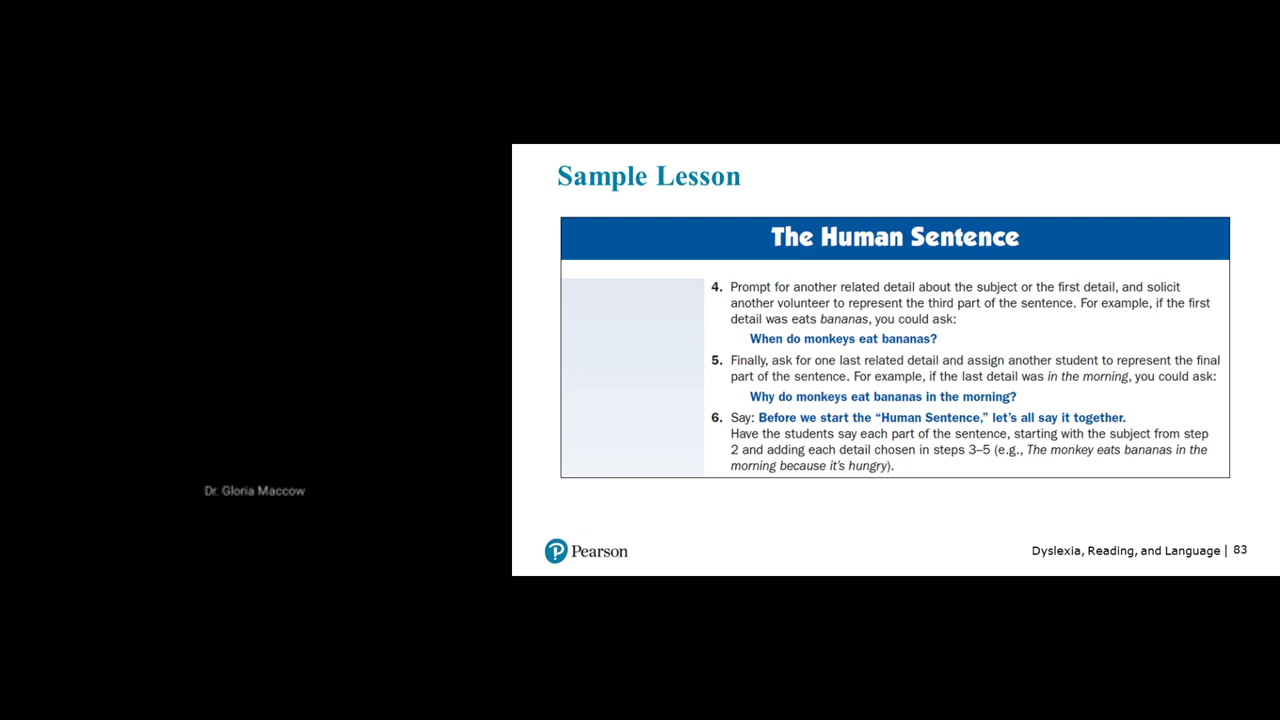 Sample Lesson
The Human Sentence
4. Prompt for another related detail about the subject or the first detail, and solicit
another volunteer to represent the third part of the sentence. For example, if the first
detail was eats bananas, you could ask:
When do monkeys eat bananas?
5. Finally, ask for one last related detail and assign another student to represent the final
part of the sentence. For example, if the last detail was in the morning, you could ask:
Why do monkeys eat bananas in the morning?
6. Say: Before we start the “Human Sentence,” let’s all say it together.
Have the students say each part of the sentence, starting with the subject from step
2 and adding each detail chosen in steps 3–5 (e.g., The monkey eats bananas in the
morning because it’s hungry).
Dr. Gloria Maccow
Pearson
Dyslexia, Reading, and Language | 83